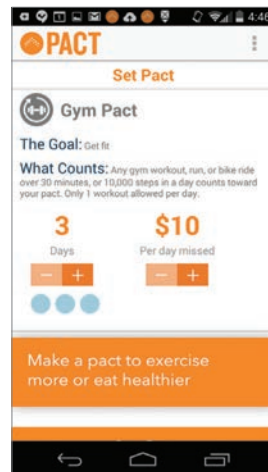 4:46
PACT
Set Pact
Gym Pact
The Goal: Get fit
What Counts: Any gym workout, run, or bike ride
over 30 minutes, or 10,000 steps in a day counts toward
your pact. Only 1 workout allowed per day.
3 $10
Days Per day missed
− + − +
Make a pact to exercise
more or eat healthier